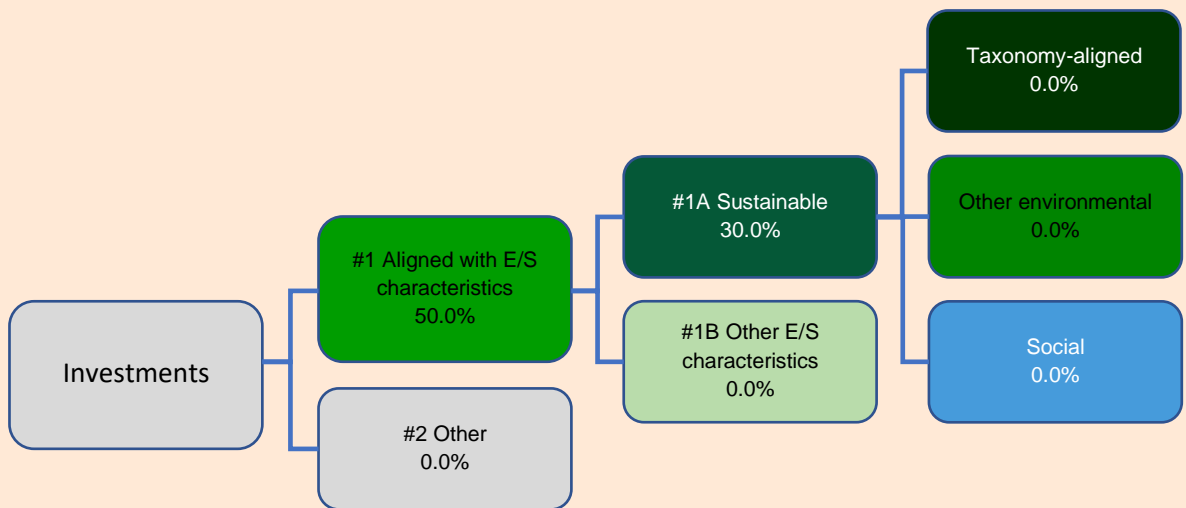 Investments
#1 Aligned with E/S
characteristics
50.0%
#2 Other
0.0%
#1A Sustainable
30.0%
#1B Other E/S
characteristics
0.0%
Taxonomy-aligned
0.0%
Other environmental
0.0%
Social
0.0%